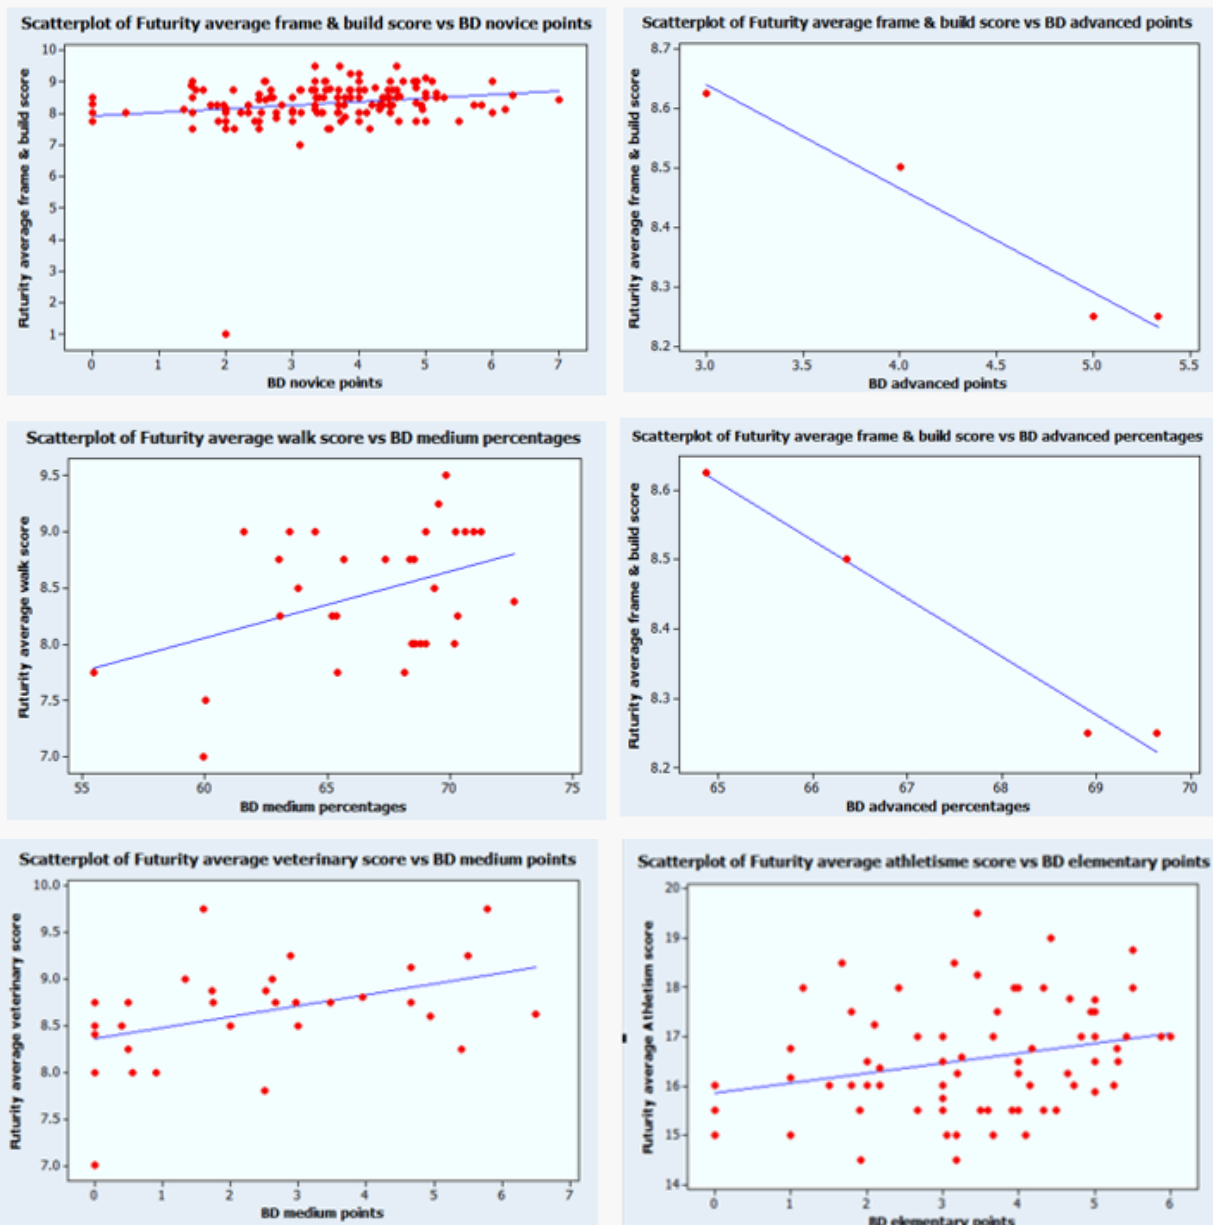 Scatterplot of Futurity average frame & build score vs BD novice points
Futurity average frame & build score
10
9
8
7
6
5
4
3
2
1
0 1 2 3 4 5 6 7
BD novice points
Scatterplot of Futurity average frame & build score vs BD advanced points
Futurity average frame & build score
8.7
8.6
8.5
8.4
8.3
8.2
3.0 3.5 4.0 4.5 5.0 5.5
BD advanced points
Scatterplot of Futurity average walk score vs BD medium percentages
Futurity average walk score
9.5
9.0
8.5
8.0
7.5
7.0
55 60 65 70 75
BD medium percentages
Scatterplot of Futurity average frame & build score vs BD advanced percentages
Futurity average frame & build score
8.6
8.5
8.4
8.3
8.2
65 66 67 68 69 70
BD advanced percentages
Scatterplot of Futurity average veterinary score vs BD medium points
Futurity average veterinary score
10.0
9.5
9.0
8.5
8.0
7.5
7.0
0 1 2 3 4 5 6 7
BD medium points
Scatterplot of Futurity average athletisme score vs BD elementary points
Futurity average Athletism score
20
19
18
17
16
15
14
0 1 2 3 4 5 6
BD elementary points